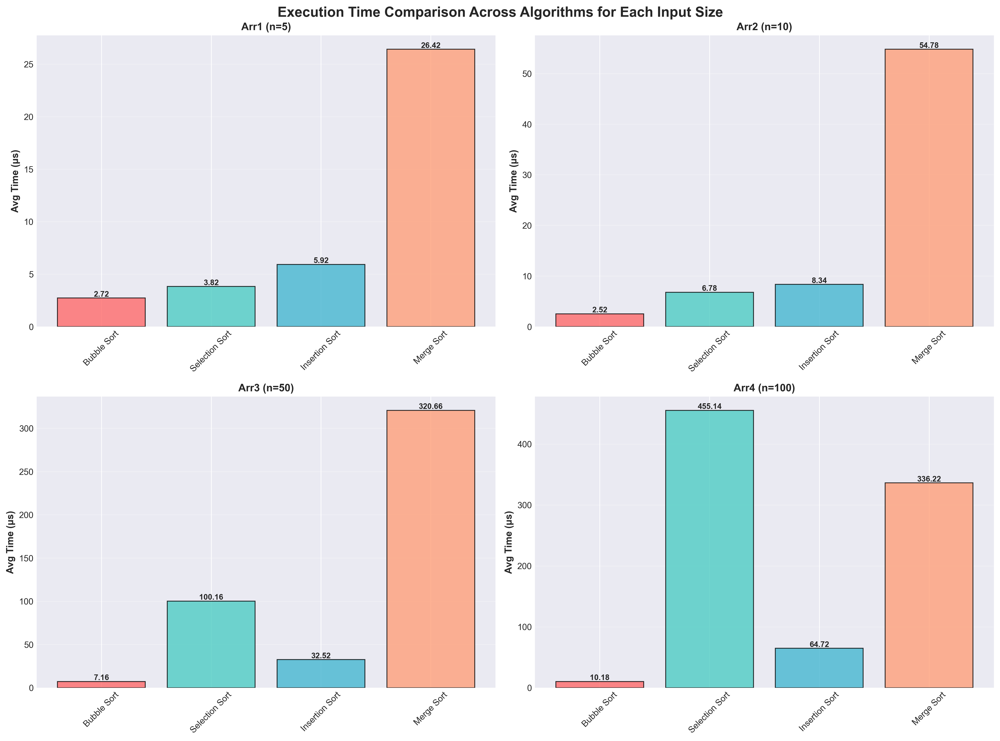 Execution Time Comparison Across Algorithms for Each Input Size
Arr1 (n=5)
Avg Time (µs)
25
20
15
10
5
0
2.72
3.82
5.92
26.42
Bubble Sort
Selection Sort
Insertion Sort
Merge Sort
Arr2 (n=10)
Avg Time (µs)
50
40
30
20
10
0
2.52
6.78
8.34
54.78
Bubble Sort
Selection Sort
Insertion Sort
Merge Sort
Arr3 (n=50)
Avg Time (µs)
300
250
200
150
100
50
0
7.16
100.16
32.52
320.66
Bubble Sort
Selection Sort
Insertion Sort
Merge Sort
Arr4 (n=100)
Avg Time (µs)
400
300
200
100
0
10.18
455.14
64.72
336.22
Bubble Sort
Selection Sort
Insertion Sort
Merge Sort